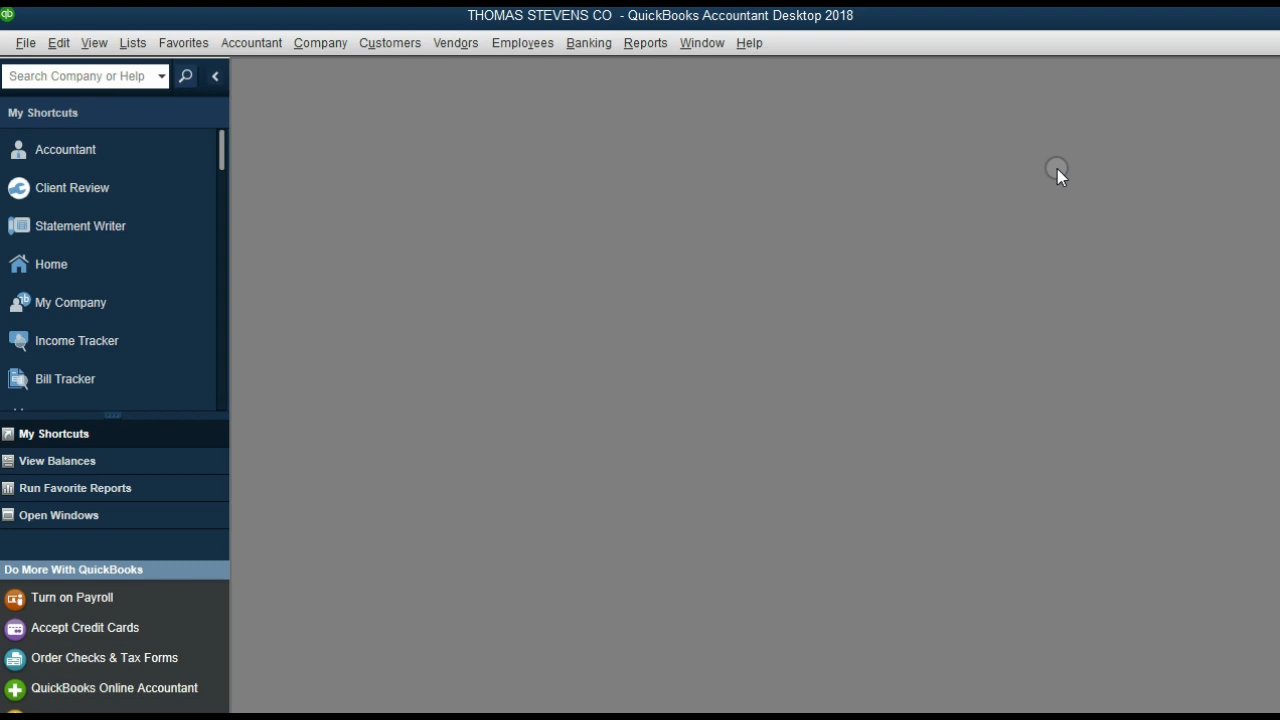 qb
THOMAS STEVENS CO - QuickBooks Accountant Desktop 2018
File Edit View Lists Favorites Accountant Company Customers Vendors Employees Banking Reports Window Help
Search Company or Help
My Shortcuts
Accountant
Client Review
Statement Writer
Home
My Company
Income Tracker
Bill Tracker
My Shortcuts
View Balances
Run Favorite Reports
Open Windows
Do More With QuickBooks
Turn on Payroll
Accept Credit Cards
Order Checks & Tax Forms
QuickBooks Online Accountant